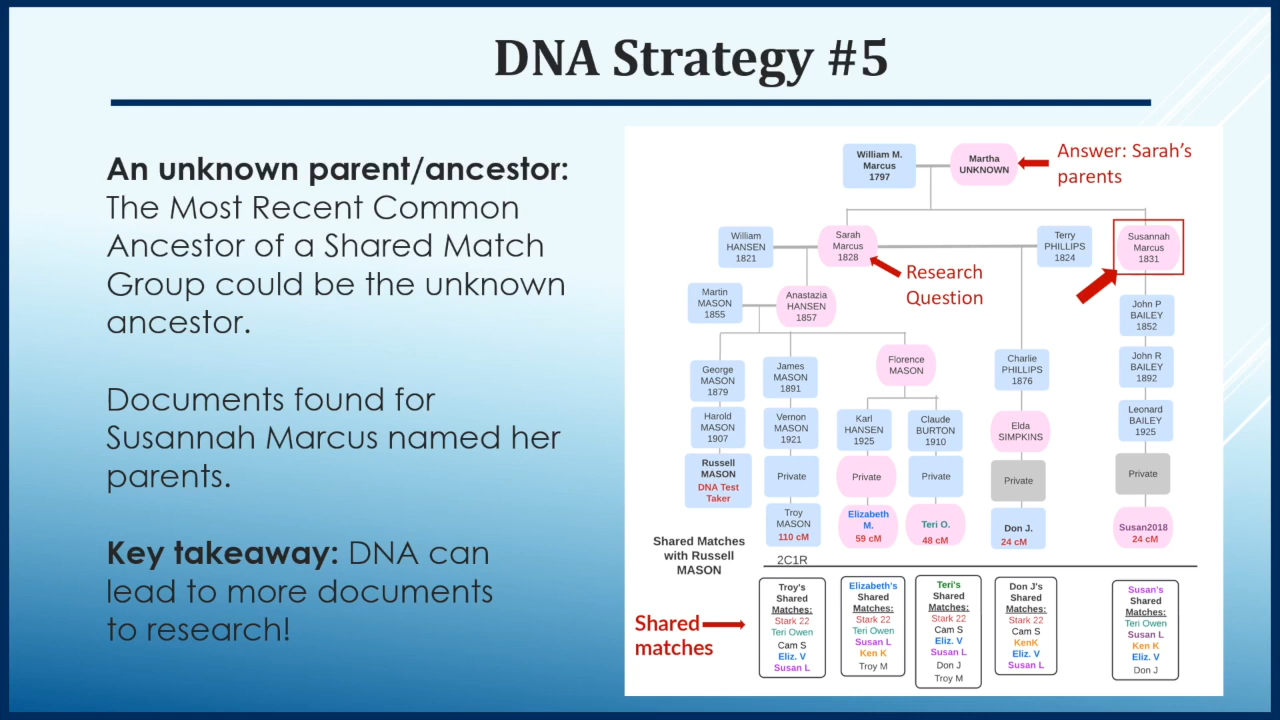 DNA Strategy #5
An unknown parent/ancestor:
The Most Recent Common
Ancestor of a Shared Match
Group could be the unknown
ancestor.
Documents found for
Susannah Marcus named her
parents.
Key takeaway: DNA can
lead to more documents
to research!
William M.
Marcus
1797
Martha
UNKNOWN
Answer: Sarah's
parents
William
HANSEN
1821
Sarah
Marcus
1828
Terry
PHILLIPS
1824
Susannah
Marcus
1831
Research
Question
Martin
MASON
1855
Anastazia
HANSEN
1857
John P
BAILEY
1852
George
MASON
1879
James
MASON
1891
Florence
MASON
Charlie
PHILLIPS
1876
John R
BAILEY
1892
Harold
MASON
1907
Vernon
MASON
1921
Karl
HANSEN
1925
Claude
BURTON
1910
Elda
SIMPKINS
Leonard
BAILEY
1925
Russell
MASON
DNA Test
Taker
Private
Private
Private
Private
Private
Troy
MASON
110 cM
Elizabeth
M.
59 cM
Teri O.
48 cM
Don J.
24 cM
Susan2018
24 cM
Shared Matches
with Russell
MASON
2C1R
Shared
matches
Troy's
Shared
Matches:
Stark 22
Teri Owen
Cam S
Eliz. V
Susan L
Elizabeth's
Shared
Matches:
Stark 22
Teri Owen
Susan L
Ken K
Troy M
Teri's
Shared
Matches:
Stark 22
Cam S
Eliz. V
Susan L
Don J
Troy M
Don J's
Shared
Matches:
Stark 22
Cam S
KenK
Eliz. V
Susan L
Susan's
Shared
Matches:
Teri Owen
Susan L
Ken K
Eliz. V
Don J